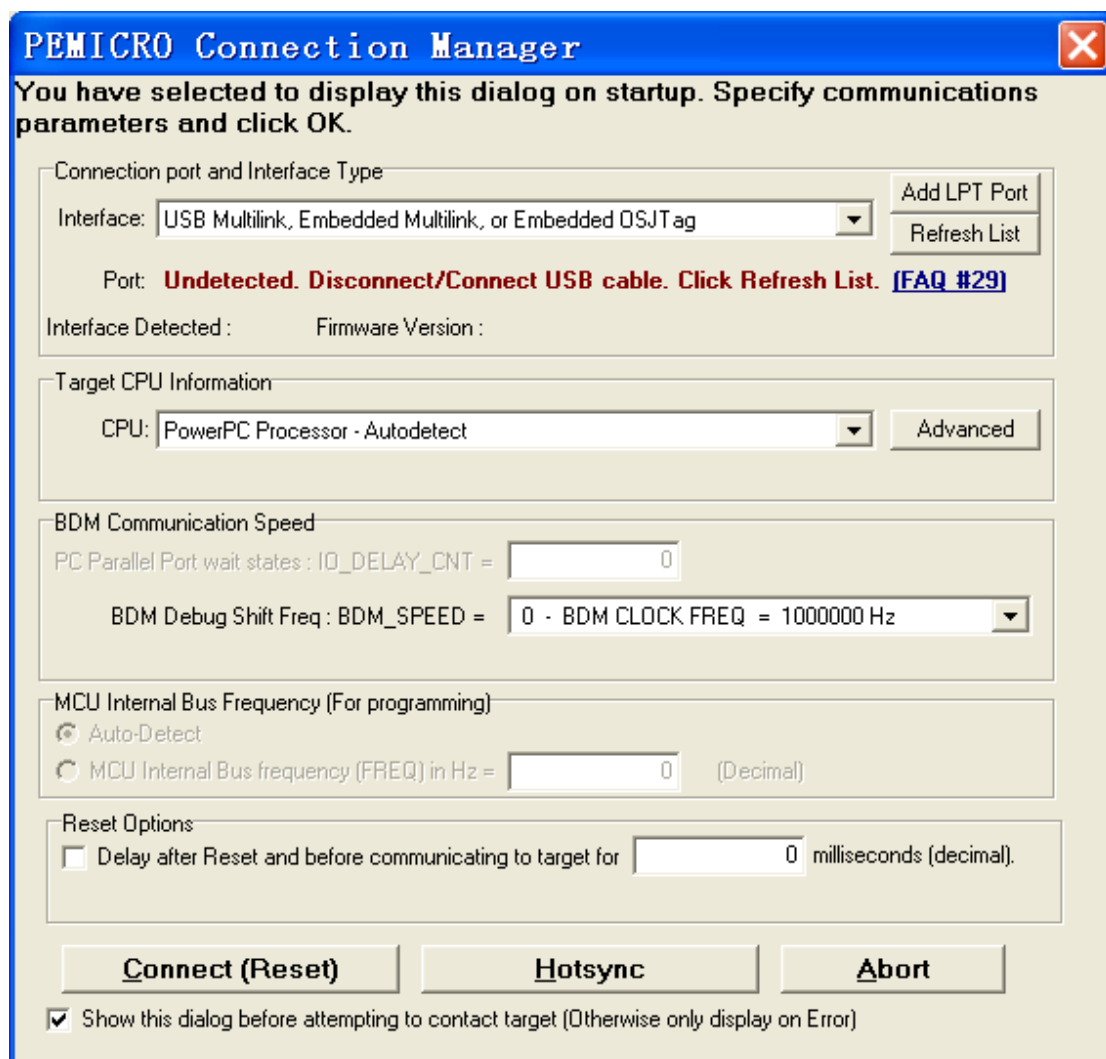 PEMICRO Connection Manager
You have selected to display this dialog on startup. Specify communications
parameters and click OK.
Connection port and Interface Type
Add LPT Port
Interface: USB Multilink, Embedded Multilink, or Embedded OSJTag
Refresh List
Port: Undetected. Disconnect/Connect USB cable. Click Refresh List. (FAQ #29)
Interface Detected : Firmware Version :
Target CPU Information
CPU: PowerPC Processor - Autodetect Advanced
BDM Communication Speed
PC Parallel Port wait states : IO_DELAY_CNT = 0
BDM Debug Shift Freq : BDM_SPEED = 0 - BDM CLOCK FREQ = 1000000 Hz
MCU Internal Bus Frequency (For programming)
Auto-Detect
MCU Internal Bus frequency (FREQ) in Hz = 0 (Decimal)
Reset Options
Delay after Reset and before communicating to target for 0 milliseconds (decimal).
Connect (Reset) Hotsync Abort
Show this dialog before attempting to contact target (Otherwise only display on Error)